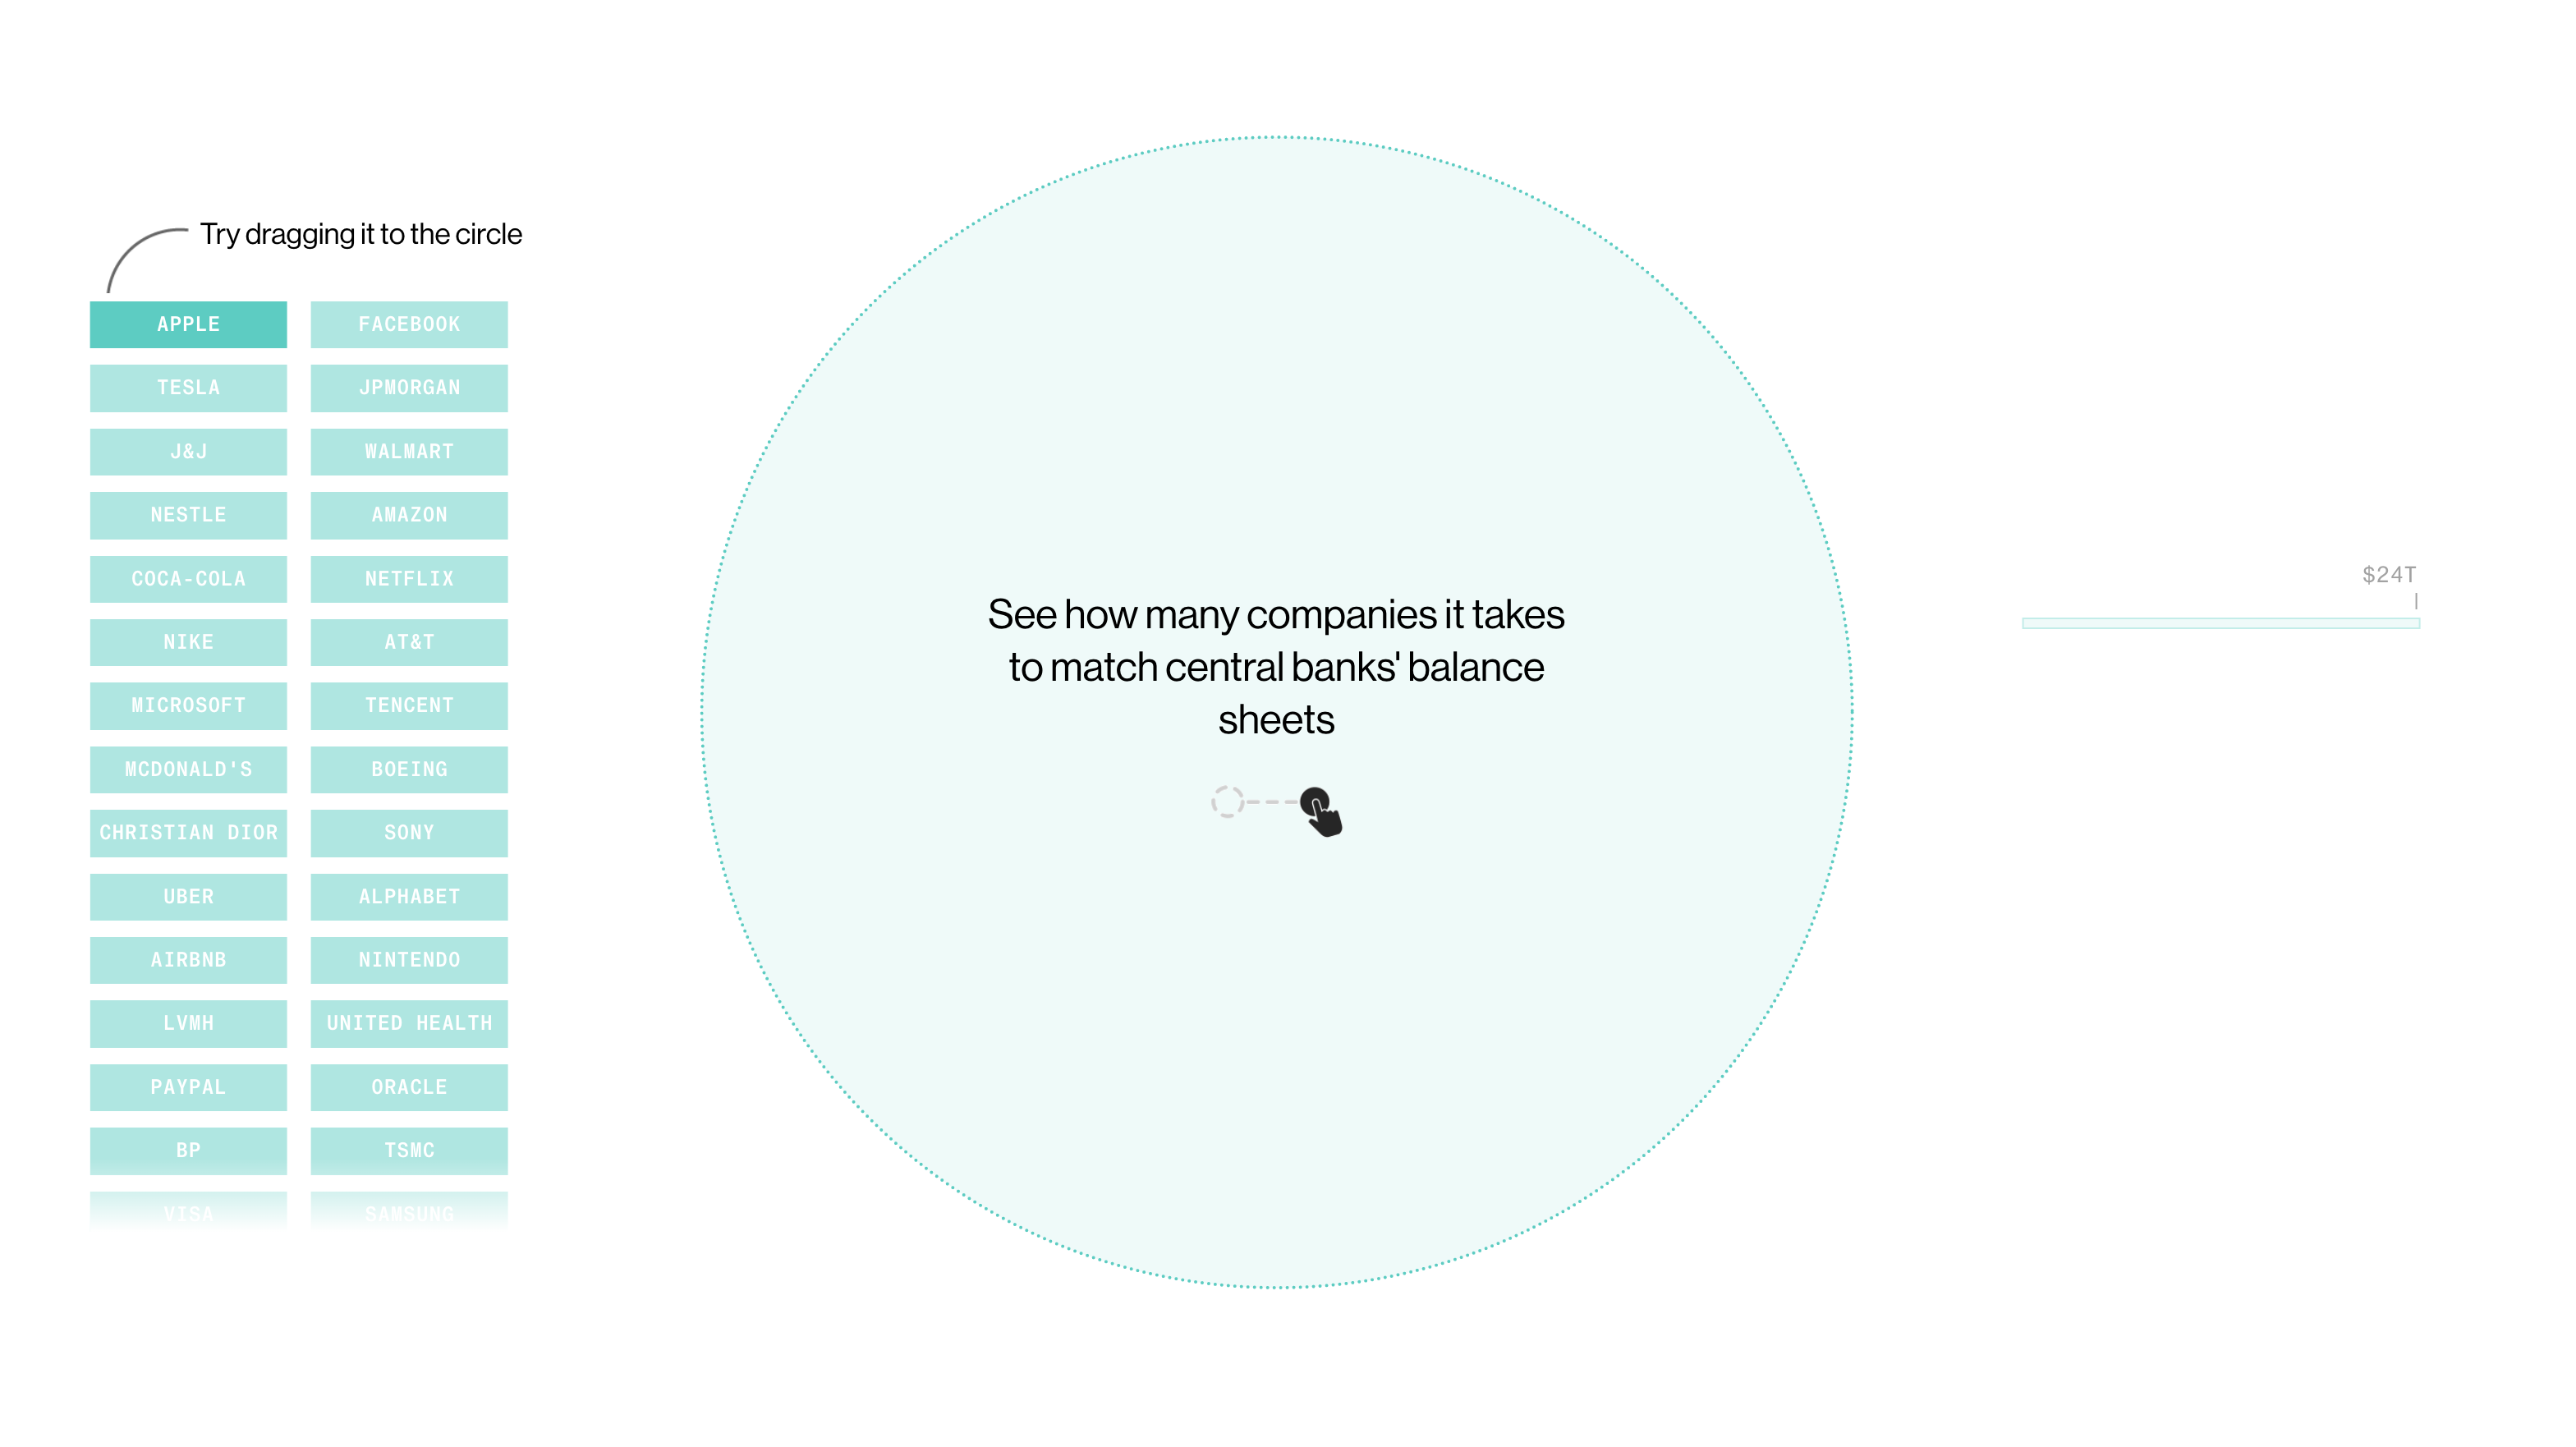 Try dragging it to the circle
APPLE
FACEBOOK
TESLA
JPMORGAN
J&J
WALMART
NESTLE
AMAZON
COCA-COLA
NETFLIX
NIKE
AT&T
MICROSOFT
TENCENT
MCDONALD'S
BOEING
CHRISTIAN DIOR
SONY
UBER
ALPHABET
AIRBNB
NINTENDO
LVMH
UNITED HEALTH
PAYPAL
ORACLE
BP
TSMC
VISA
SAMSUNG
See how many companies it takes
to match central banks' balance
sheets
$24T